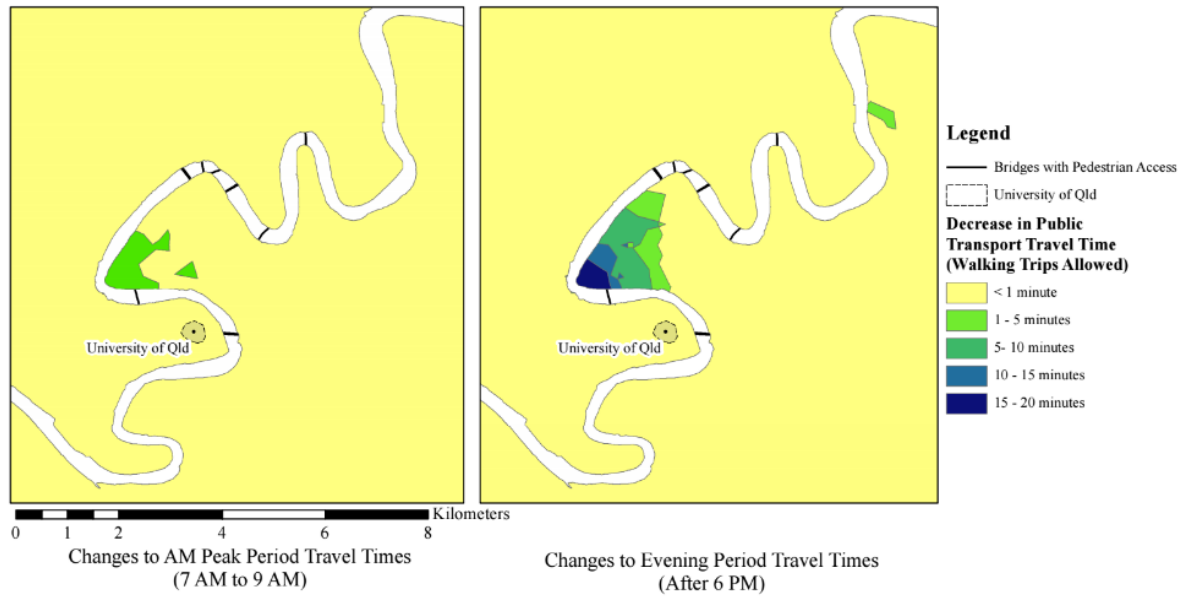 University of Qld
0 1 2 4 6 8
Kilometers
Changes to AM Peak Period Travel Times
(7 AM to 9 AM)
University of Qld
Changes to Evening Period Travel Times
(After 6 PM)
Legend
Bridges with Pedestrian Access
University of Qld
Decrease in Public
Transport Travel Time
(Walking Trips Allowed)
< 1 minute
1 - 5 minutes
5- 10 minutes
10 - 15 minutes
15 - 20 minutes